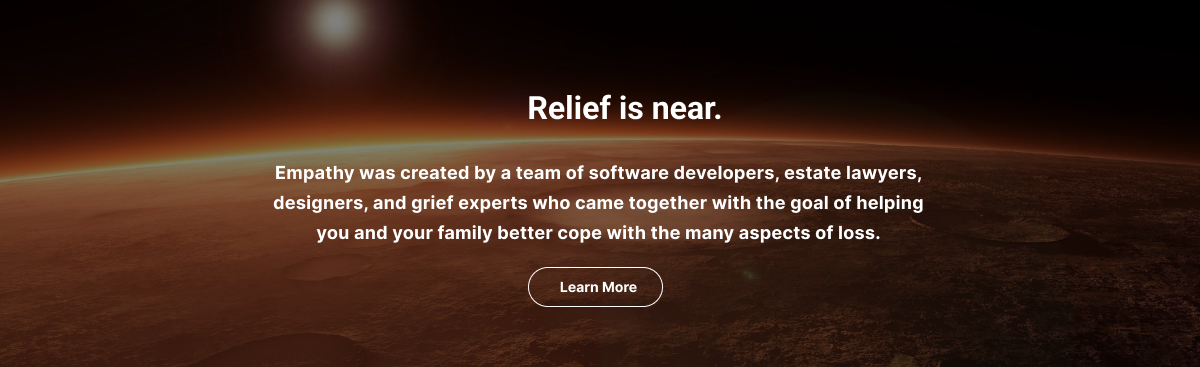 Relief is near.
Empathy was created by a team of software developers, estate lawyers,
designers, and grief experts who came together with the goal of helping
you and your family better cope with the many aspects of loss.
Learn More